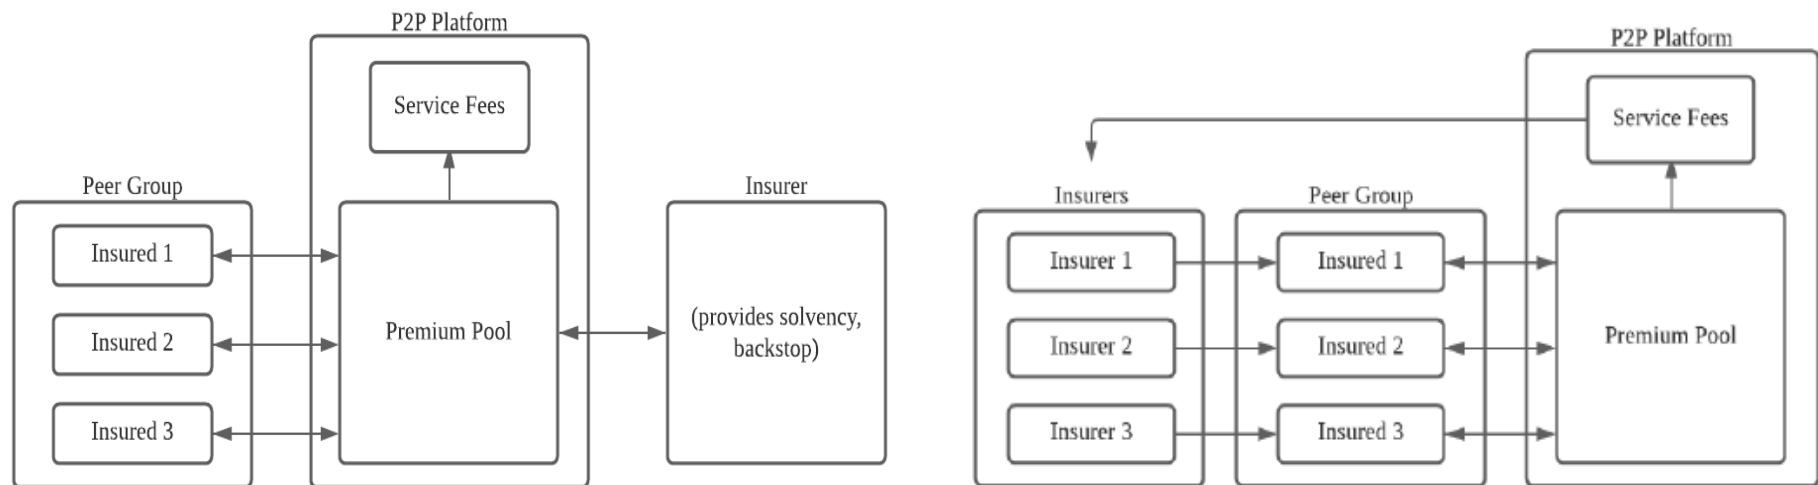 P2P Platform
Service Fees
Peer Group
Insured 1
Insured 2
Insured 3
Premium Pool
Insurer
(provides solvency,
backstop)
P2P Platform
Service Fees
Insurers
Insurer 1
Insurer 2
Insurer 3
Peer Group
Insured 1
Insured 2
Insured 3
Premium Pool